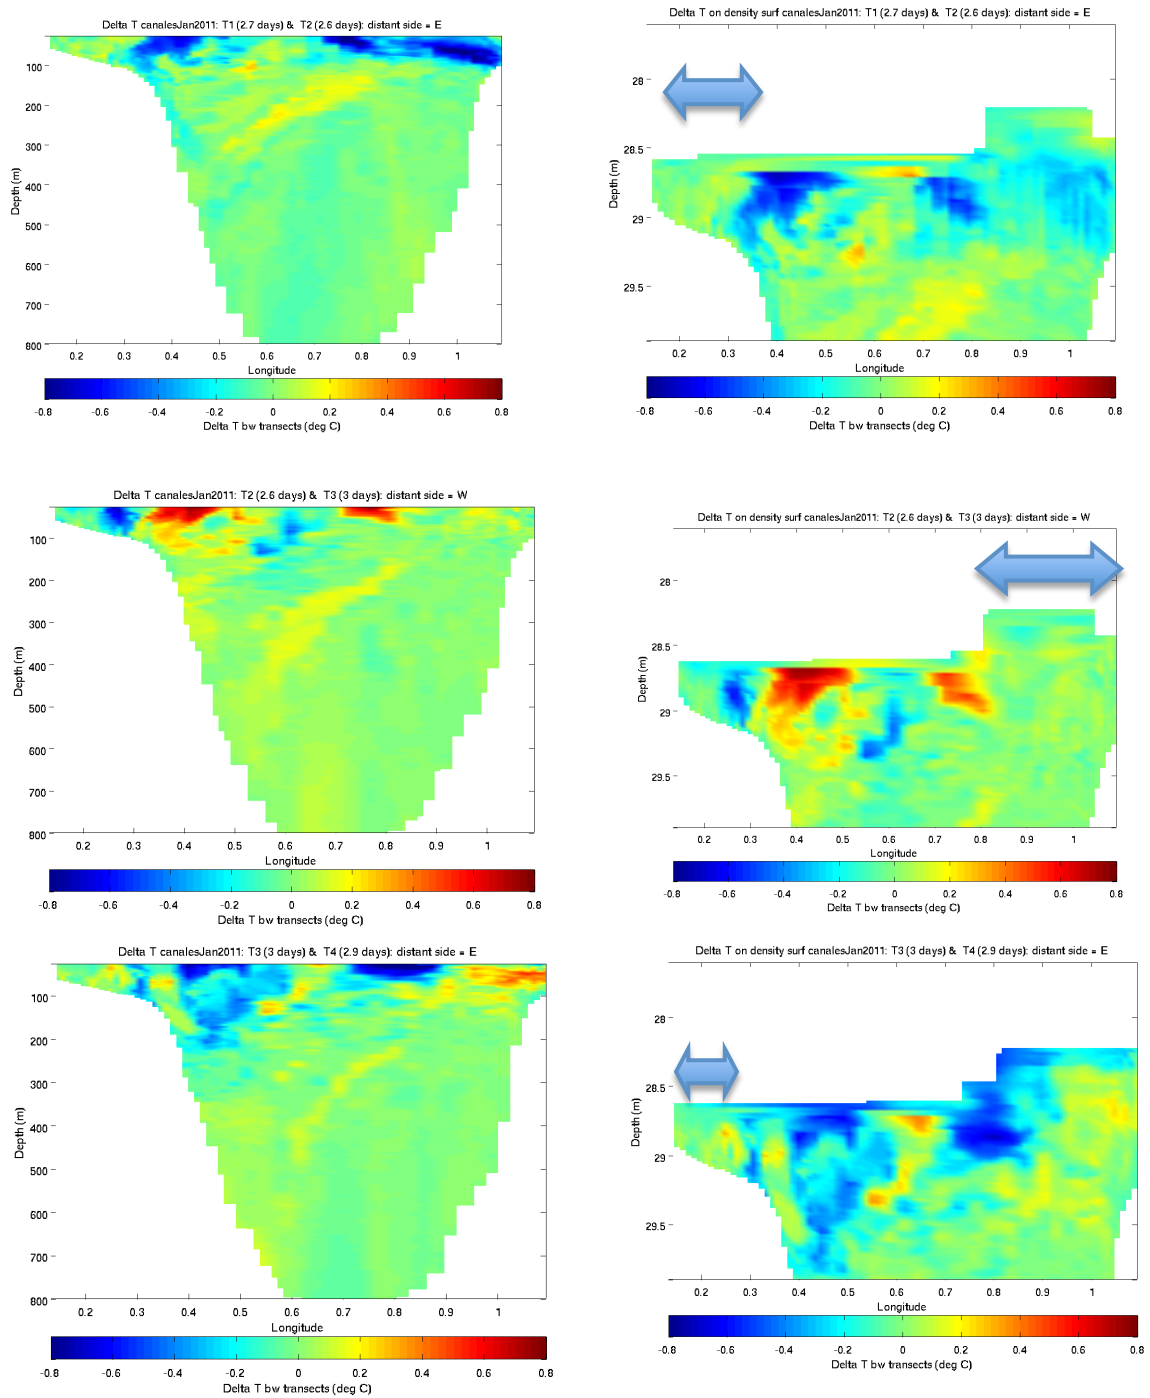 Delta T canalesJan2011: T1 (2.7 days) & T2 (2.6 days): distant side = E
100
200
300
400
500
600
700
800
Depth (m)
0.2 0.3 0.4 0.5 0.6 0.7 0.8 0.9 1
Longitude
-0.8 -0.6 -0.4 -0.2 0 0.2 0.4 0.6 0.8
Delta T bw transects (deg C)
Delta T on density surf canalesJan2011: T1 (2.7 days) & T2 (2.6 days): distant side = E
28
28.5
29
29.5
Depth (m)
0.2 0.3 0.4 0.5 0.6 0.7 0.8 0.9 1
Longitude
-0.8 -0.6 -0.4 -0.2 0 0.2 0.4 0.6 0.8
Delta T bw transects (deg C)
Delta T canalesJan2011: T2 (2.6 days) & T3 (3 days): distant side = W
100
200
300
400
500
600
700
800
Depth (m)
0.2 0.3 0.4 0.5 0.6 0.7 0.8 0.9 1
Longitude
-0.8 -0.6 -0.4 -0.2 0 0.2 0.4 0.6 0.8
Delta T bw transects (deg C)
Delta T on density surf canalesJan2011: T2 (2.6 days) & T3 (3 days): distant side = W
28
28.5
29
29.5
Depth (m)
0.2 0.3 0.4 0.5 0.6 0.7 0.8 0.9 1
Longitude
-0.8 -0.6 -0.4 -0.2 0 0.2 0.4 0.6 0.8
Delta T bw transects (deg C)
Delta T canalesJan2011: T3 (3 days) & T4 (2.9 days): distant side = E
100
200
300
400
500
600
700
800
Depth (m)
0.2 0.3 0.4 0.5 0.6 0.7 0.8 0.9 1
Longitude
-0.8 -0.6 -0.4 -0.2 0 0.2 0.4 0.6 0.8
Delta T bw transects (deg C)
Delta T on density surf canalesJan2011: T3 (3 days) & T4 (2.9 days): distant side = E
28
28.5
29
29.5
Depth (m)
0.2 0.3 0.4 0.5 0.6 0.7 0.8 0.9 1
Longitude
-0.8 -0.6 -0.4 -0.2 0 0.2 0.4 0.6 0.8
Delta T bw transects (deg C)